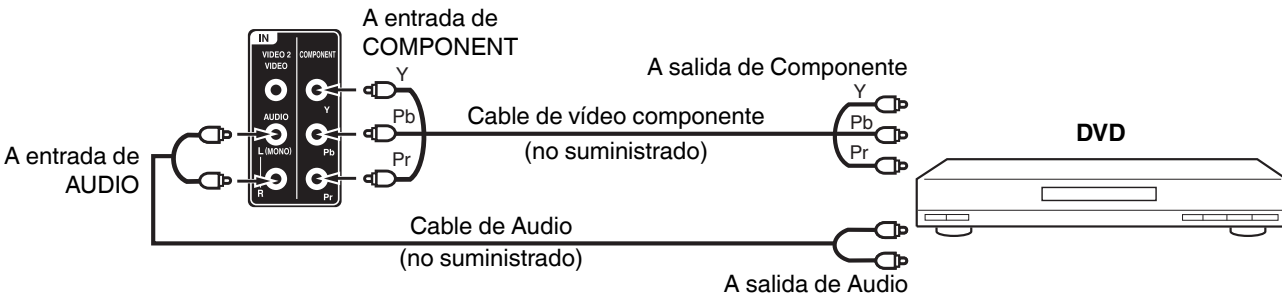 A entrada de
COMPONENT
IN
VIDEO 2
VIDEO
COMPONENT
Y
AUDIO
L (MONO)
Pb
R
Pr
Y
Pb
Pr
A entrada de
AUDIO
Cable de vídeo componente
(no suministrado)
A salida de Componente
Y
Pb
Pr
DVD
Cable de Audio
(no suministrado)
A salida de Audio